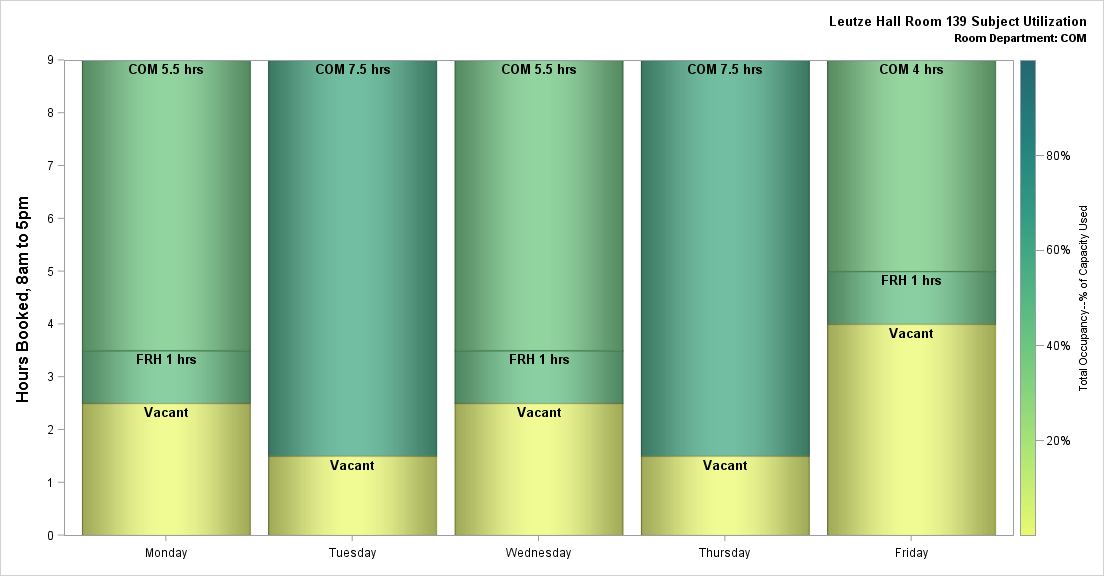 Leutze Hall Room 139 Subject Utilization
Room Department: COM
Hours Booked, 8am to 5pm
9
8
7
6
5
4
3
2
1
0
COM 5.5 hrs
FRH 1 hrs
Vacant
COM 7.5 hrs
Vacant
COM 5.5 hrs
FRH 1 hrs
Vacant
COM 7.5 hrs
Vacant
COM 4 hrs
FRH 1 hrs
Vacant
Monday
Tuesday
Wednesday
Thursday
Friday
80%
60%
40%
20%
Total Occupancy--% of Capacity Used